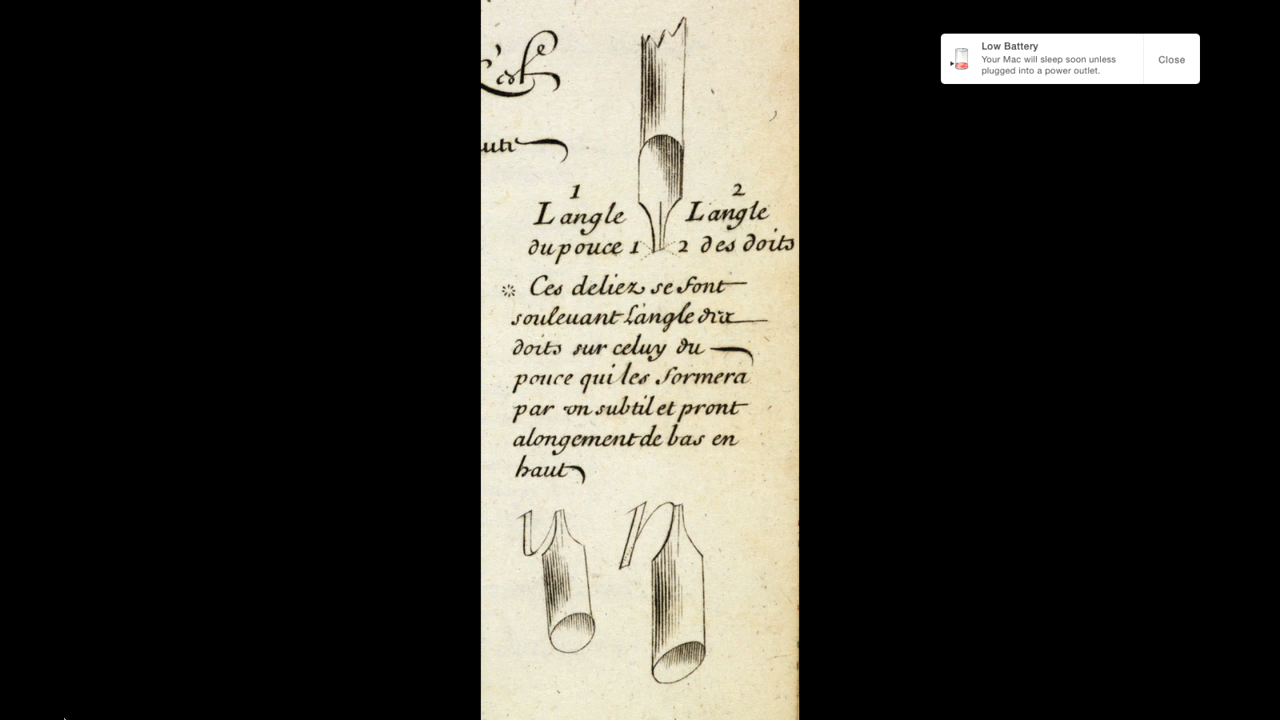 1
L'angle
du pouce 1
2
L'angle
2 des doits
Ces deliez se font
souleuant L'angle des
doits sur celuy du
pouce qui les formera
par vn subtil et pront
alongement de bas en
haut
Low Battery
Your Mac will sleep soon unless
plugged into a power outlet.
Close